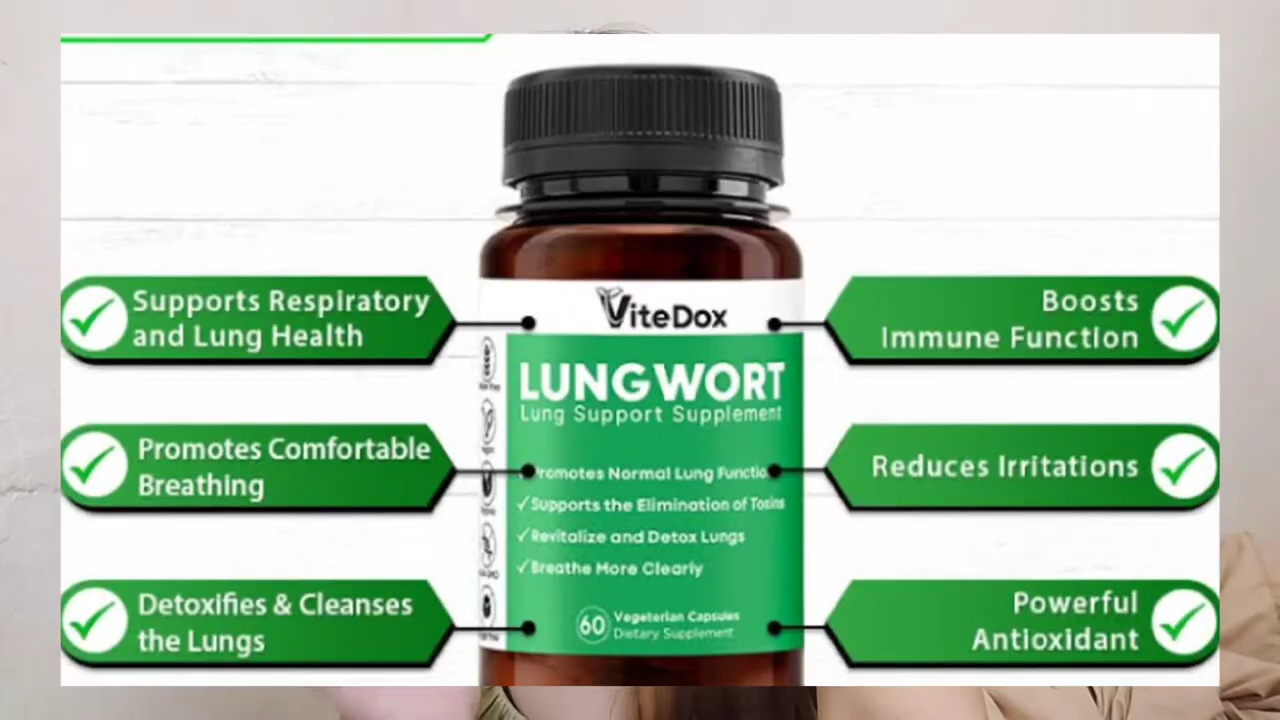 Supports Respiratory
and Lung Health
Promotes Comfortable
Breathing
Detoxifies & Cleanses
the Lungs
ViteDox
LUNGWORT
Lung Support Supplement
Promotes Normal Lung Function
✓Supports the Elimination of Toxins
✓Revitalize and Detox Lungs
✓Breathe More Clearly
60
Vegeterian Capsules
Dietary Supplement
Boosts
Immune Function
Reduces Irritations
Powerful
Antioxidant